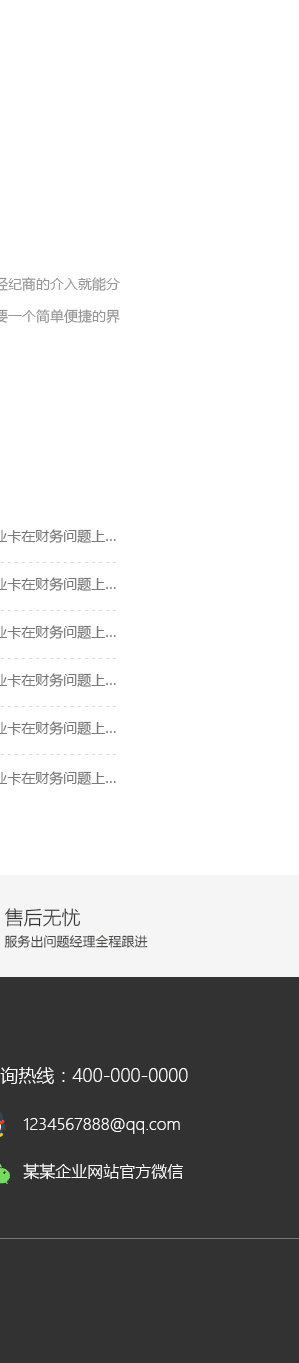 经纪商的介入就能分
要一个简单便捷的界
业卡在财务问题上...
业卡在财务问题上...
业卡在财务问题上...
业卡在财务问题上...
业卡在财务问题上...
业卡在财务问题上...
售后无忧
服务出问题经理全程跟进
询热线：400-000-0000
1234567888@qq.com
某某企业网站官方微信